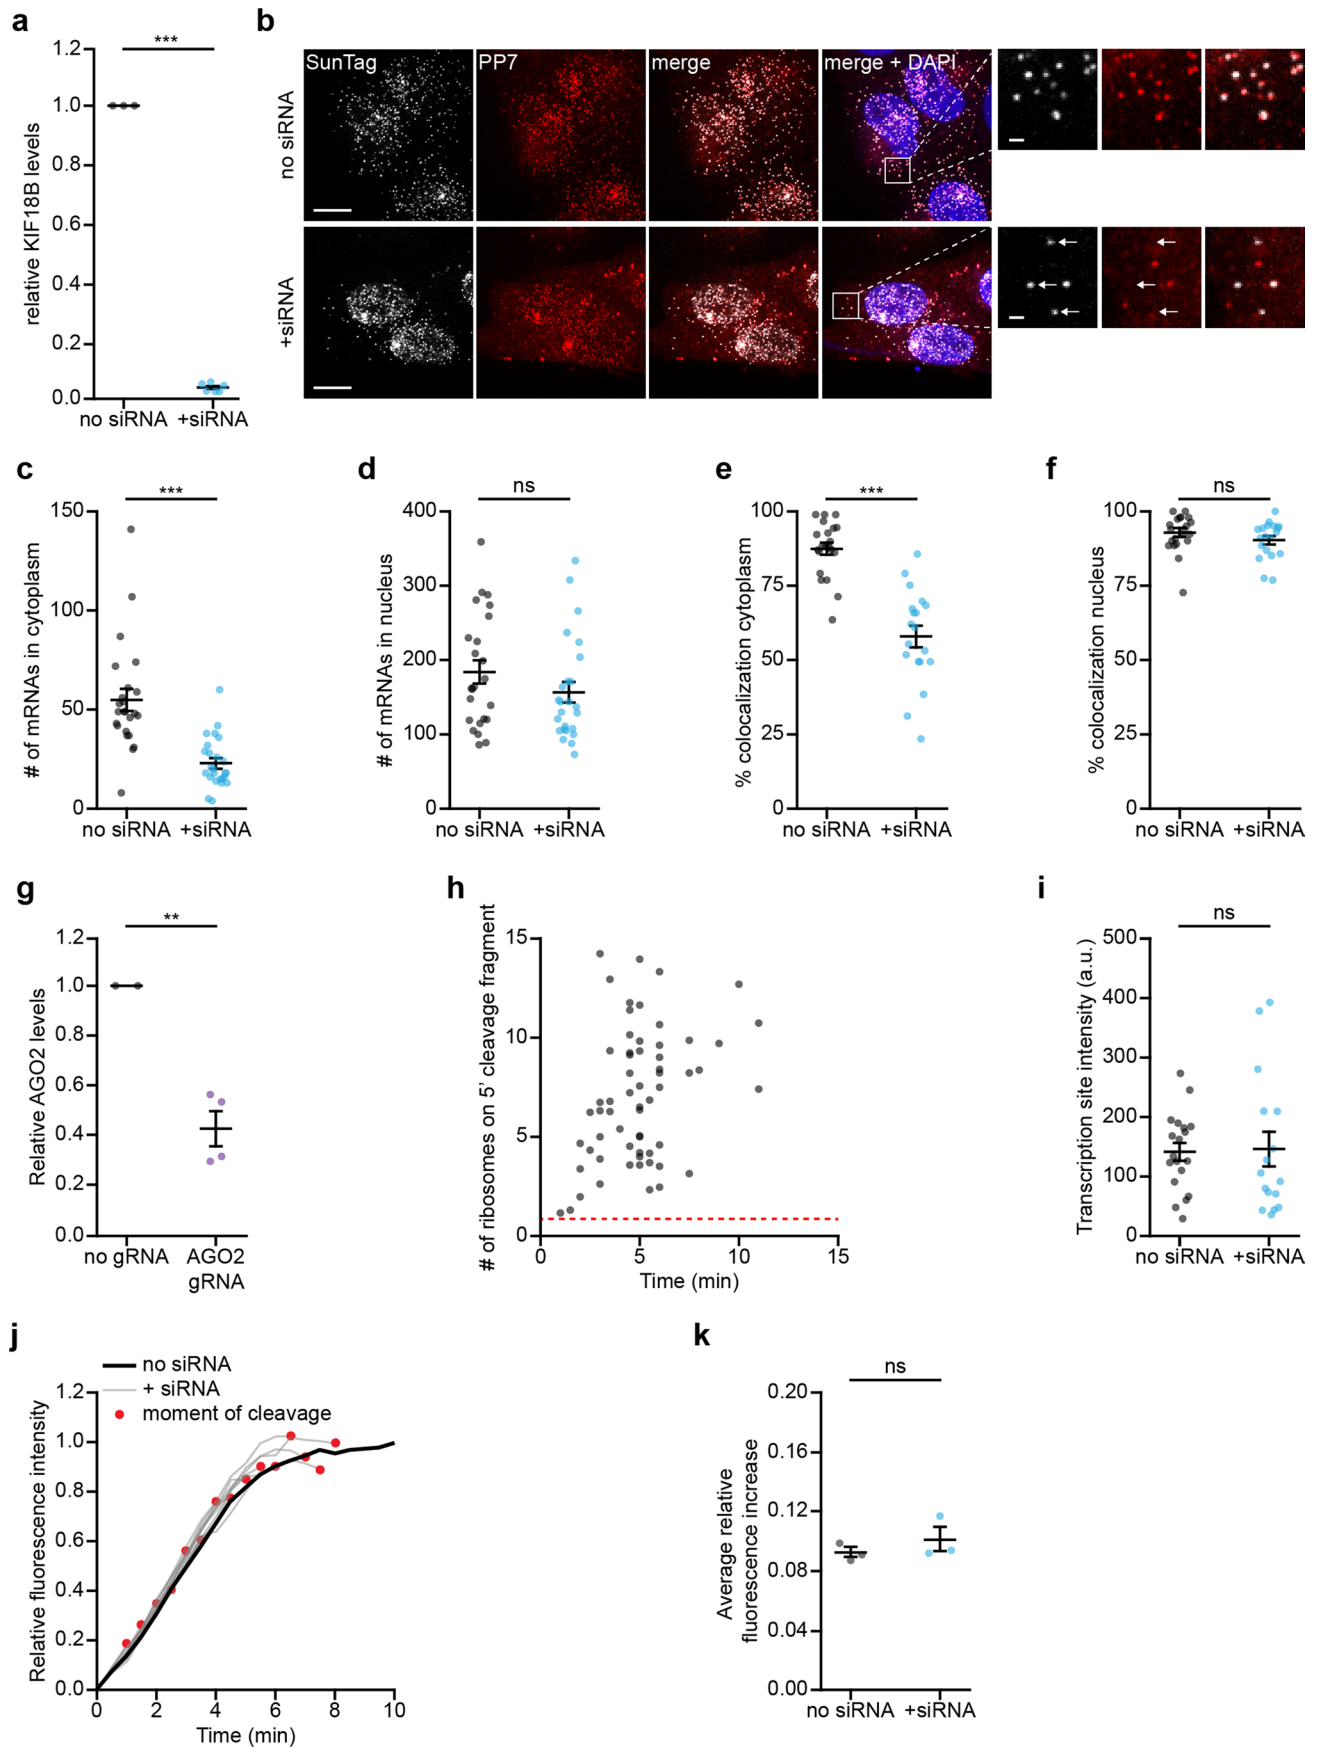 a
relative KIF18B levels
1.2
1.0
0.8
0.6
0.4
0.2
0.0
***
no siRNA
+siRNA
b
SunTag
PP7
merge
merge + DAPI
no siRNA
+siRNA
c
# of mRNAs in cytoplasm
150
100
50
0
***
no siRNA
+siRNA
d
# of mRNAs in nucleus
400
300
200
100
0
ns
no siRNA
+siRNA
e
% colocalization cytoplasm
100
75
50
25
0
***
no siRNA
+siRNA
f
% colocalization nucleus
100
75
50
25
0
ns
no siRNA
+siRNA
g
Relative AGO2 levels
1.2
1.0
0.8
0.6
0.4
0.2
0.0
**
no gRNA
AGO2
gRNA
h
# of ribosomes on 5’ cleavage fragment
15
10
5
0
0
5
10
15
Time (min)
i
Transcription site intensity (a.u.)
500
400
300
200
100
0
ns
no siRNA
+siRNA
j
no siRNA
+ siRNA
moment of cleavage
Relative fluorescence intensity
1.2
1.0
0.8
0.6
0.4
0.2
0.0
0
2
4
6
8
10
Time (min)
k
Average relative
fluorescence increase
0.20
0.16
0.12
0.08
0.04
0.00
ns
no siRNA
+siRNA